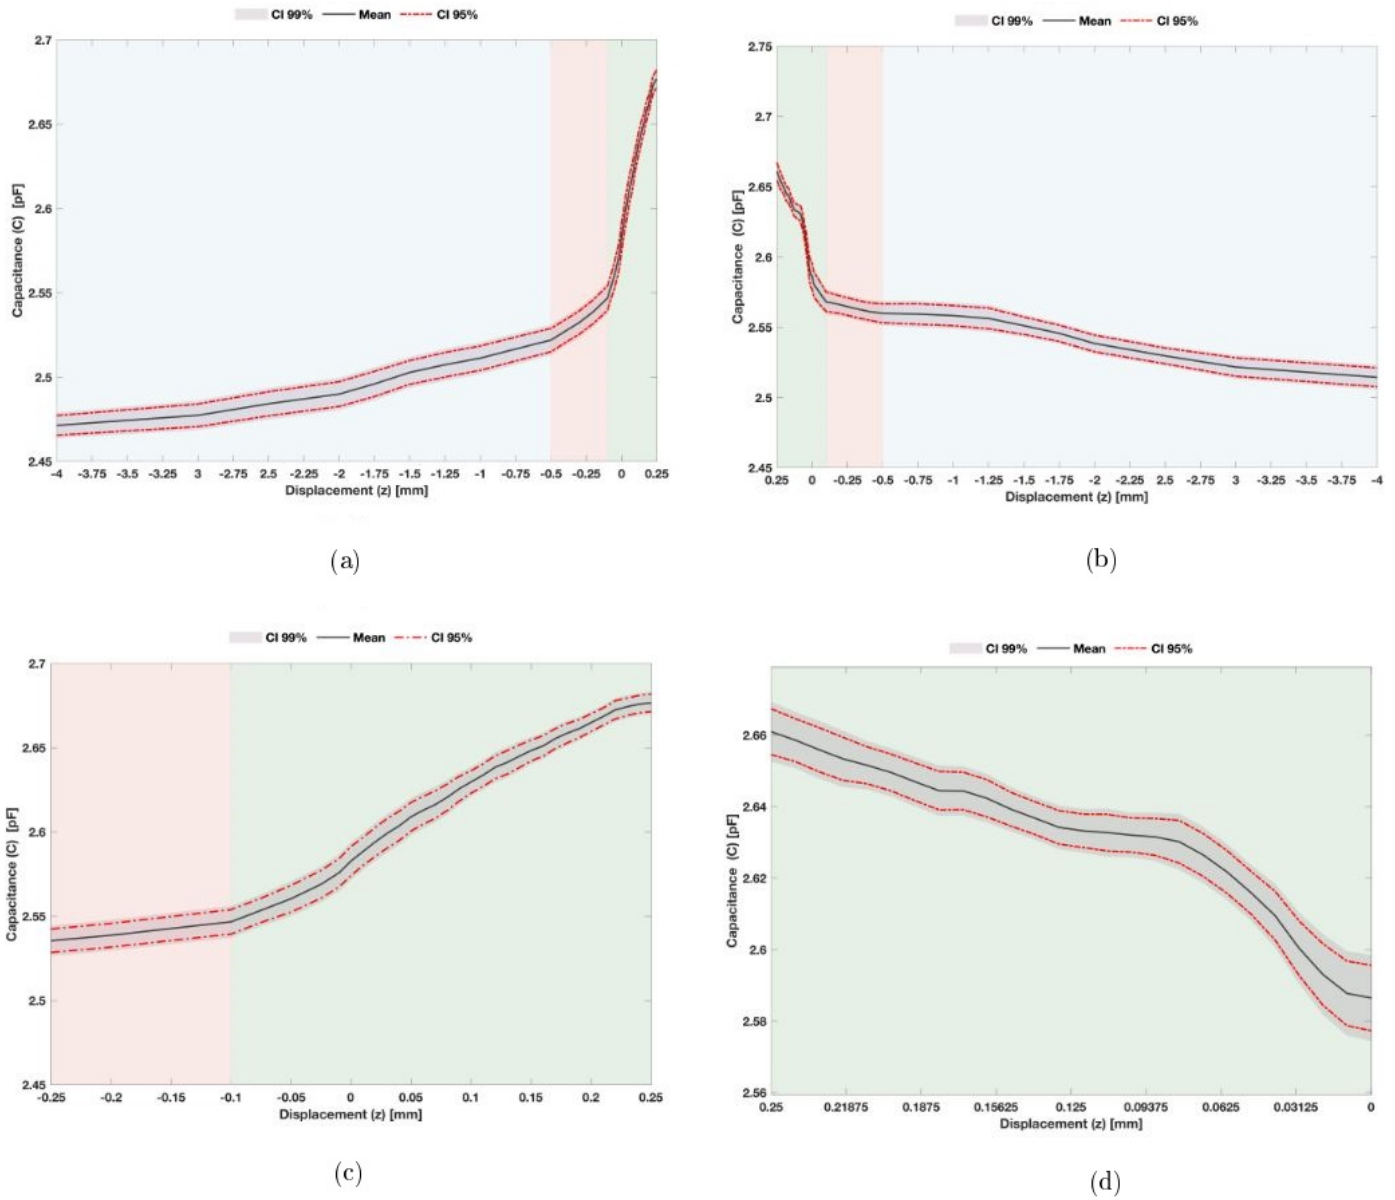 CI 99% Mean CI 95%
2.7
2.65
2.6
2.55
2.5
2.45
Capacitance (C) [pF]
-4 -3.75 -3.5 -3.25 3 -2.75 -2.5 -2.25 -2 -1.75 -1.5 -1.25 -1 -0.75 -0.5 -0.25 0 0.25
Displacement (z) [mm]
(a)
CI 99% Mean CI 95%
2.75
2.7
2.65
2.6
2.55
2.5
2.45
Capacitance (C) [pF]
0.25 0 -0.25 -0.5 -0.75 -1 -1.25 -1.5 -1.75 -2 -2.25 2.5 -2.75 3 -3.25 -3.5 -3.75 -4
Displacement (z) [mm]
(b)
CI 99% Mean CI 95%
2.7
2.65
2.6
2.55
2.5
2.45
Capacitance (C) [pF]
-0.25 -0.2 -0.15 -0.1 -0.05 0 0.05 0.1 0.15 0.2 0.25
Displacement (z) [mm]
(c)
CI 99% Mean CI 95%
2.66
2.64
2.62
2.6
2.58
2.56
Capacitance (C) [pF]
0.25 0.21875 0.1875 0.15625 0.125 0.09375 0.0625 0.03125 0
Displacement (z) [mm]
(d)